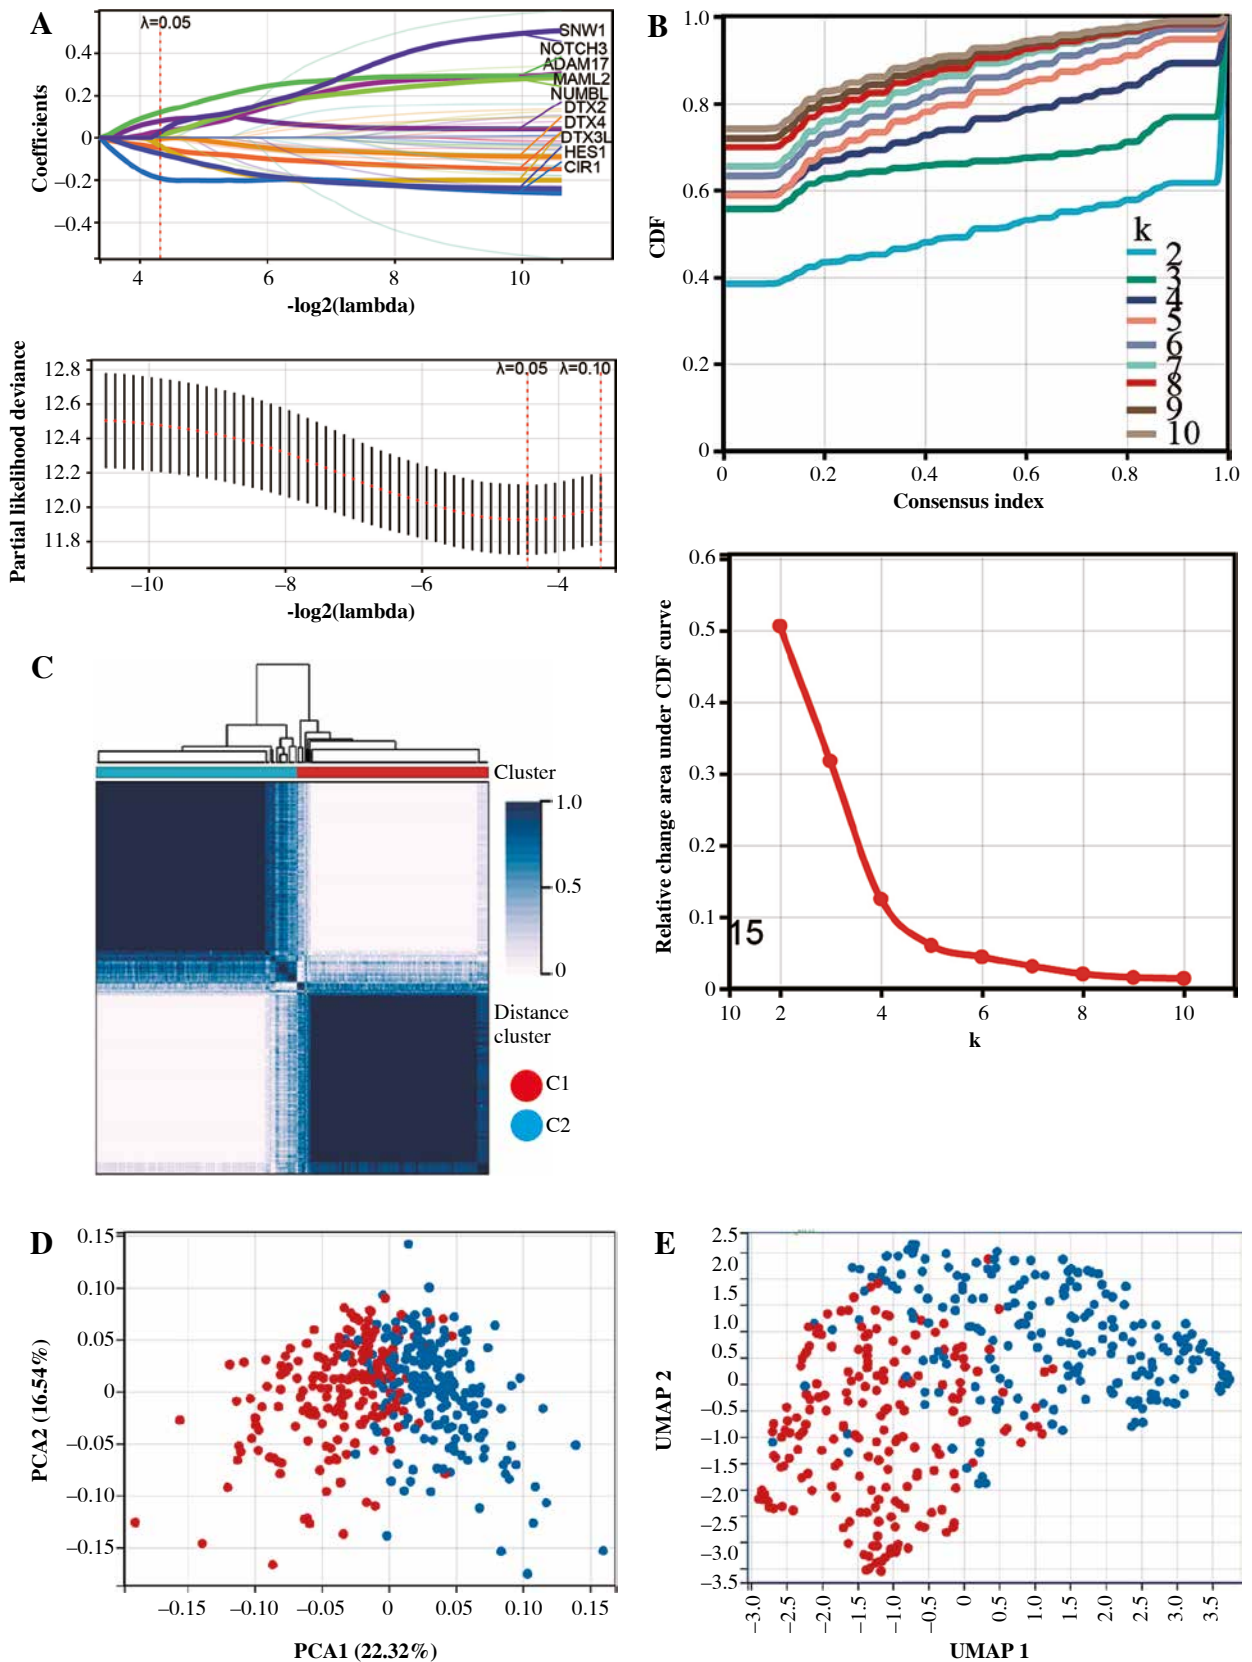 A
λ=0.05
SNW1
NOTCH3
ADAM17
MAML2
NUMBL
DTX2
DTX4
DTX3L
HES1
CIR1
0.4
0.2
0
–0.2
–0.4
Coefficients
4 6 8 10
-log2(lambda)
λ=0.05 λ=0.10
12.8
12.6
12.4
12.2
12.0
11.8
Partial likelihood deviance
–10 –8 –6 –4
-log2(lambda)
B
1.0
0.8
0.6
0.4
0.2
0
CDF
k
2
3
4
5
6
7
8
9
10
0 0.2 0.4 0.6 0.8 1.0
Consensus index
0.6
0.5
0.4
0.3
0.2
0.1
0
Relative change area under CDF curve
15
10 2 4 6 8 10
k
C
Cluster
1.0
0.5
0
Distance
cluster
C1
C2
D
0.15
0.10
0.05
0
–0.05
–0.10
–0.15
PCA2 (16.54%)
–0.15 –0.10 –0.05 0 0.05 0.10 0.15
PCA1 (22.32%)
E
2.5
2.0
1.5
1.0
0.5
0
–0.5
–1.0
–1.5
–2.0
–2.5
–3.0
–3.5
UMAP 2
–3.0 –2.5 –2.0 –1.5 –1.0 –0.5 0 0.5 1.0 1.5 2.0 2.5 3.0 3.5
UMAP 1